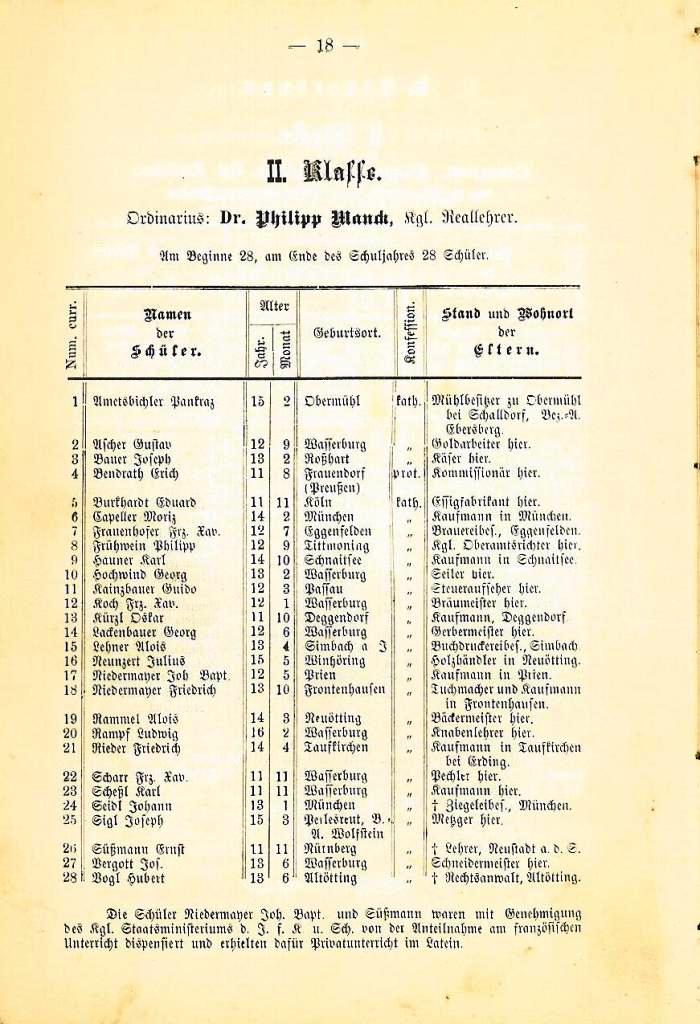 — 18 —
II. Klasse.
Ordinarius: Dr. Philipp Manck, Kgl. Reallehrer.
Am Beginne 28, am Ende des Schuljahres 28 Schüler.
Num. curr. | Namen der Schüler. | Alter Jahr. Monat | Geburtsort. | Konfession. | Stand und Wohnort der Eltern.
1 Ametsbichler Pankraz 15 2 Obermühl kath. Mühlbesitzer zu Obermühl
bei Schalldorf, Bez.-A.
Ebersberg.
2 Ascher Gustav 12 9 Wasserburg „ Goldarbeiter hier.
3 Bauer Joseph 13 2 Roßhart „ Käser hier.
4 Bendrath Erich 11 8 Frauendorf prot. Kommissionär hier.
(Preußen)
5 Burkhardt Eduard 11 11 Köln kath. Essigfabrikant hier.
6 Capeller Moriz 14 2 München „ Kaufmann in München.
7 Frauenhofer Frz. Xav. 12 7 Eggenfelden „ Brauereibes., Eggenfelden.
8 Frühwein Philipp 12 9 Tittmoning „ Kgl. Oberamtsrichter hier.
9 Hauner Karl 14 10 Schnaitsee „ Kaufmann in Schnaitsee.
10 Hochwind Georg 13 2 Wasserburg „ Seiler hier.
11 Kainzbauer Guido 12 3 Passau „ Steueraufseher hier.
12 Koch Frz. Xav. 12 1 Wasserburg „ Bräumeister hier.
13 Kürzl Oskar 11 10 Deggendorf „ Kaufmann, Deggendorf.
14 Lackenbauer Georg 12 6 Wasserburg „ Gerbermeister hier.
15 Lehner Alois 13 4 Simbach a I „ Buchdruckereibes., Simbach
16 Neunzert Julius 15 5 Winhöring „ Holzhändler in Neuötting.
17 Niedermayer Joh Bapt. 12 5 Prien „ Kaufmann in Prien.
18 Niedermayer Friedrich 13 10 Frontenhausen „ Tuchmacher und Kaufmann
in Frontenhausen.
19 Rammel Alois 14 3 Neuötting „ Bäckermeister hier.
20 Rampf Ludwig 16 2 Wasserburg „ Knabenlehrer hier.
21 Rieder Friedrich 14 4 Taufkirchen „ Kaufmann in Taufkirchen
bei Erding.
22 Scharr Frz. Xav. 11 11 Wasserburg „ Pechler hier.
23 Scheßl Karl 11 11 Wasserburg „ Kaufmann hier.
24 Seidl Johann 13 1 München „ † Ziegeleibes., München.
25 Sigl Joseph 15 3 Perlesreut, B.- „ Metzger hier.
A. Wolfstein
26 Süßmann Ernst 11 11 Nürnberg „ † Lehrer, Neustadt a. d. S.
27 Vergott Jos. 13 6 Wasserburg „ Schneidermeister hier.
28 Vogl Hubert 13 6 Altötting „ † Rechtsanwalt, Altötting.
Die Schüler Niedermayer Joh. Bapt. und Süßmann waren mit Genehmigung
des Kgl. Staatsministeriums d. J. f. K u. Sch. von der Anteilnahme am französischen
Unterricht dispensiert und erhielten dafür Privatunterricht im Latein.